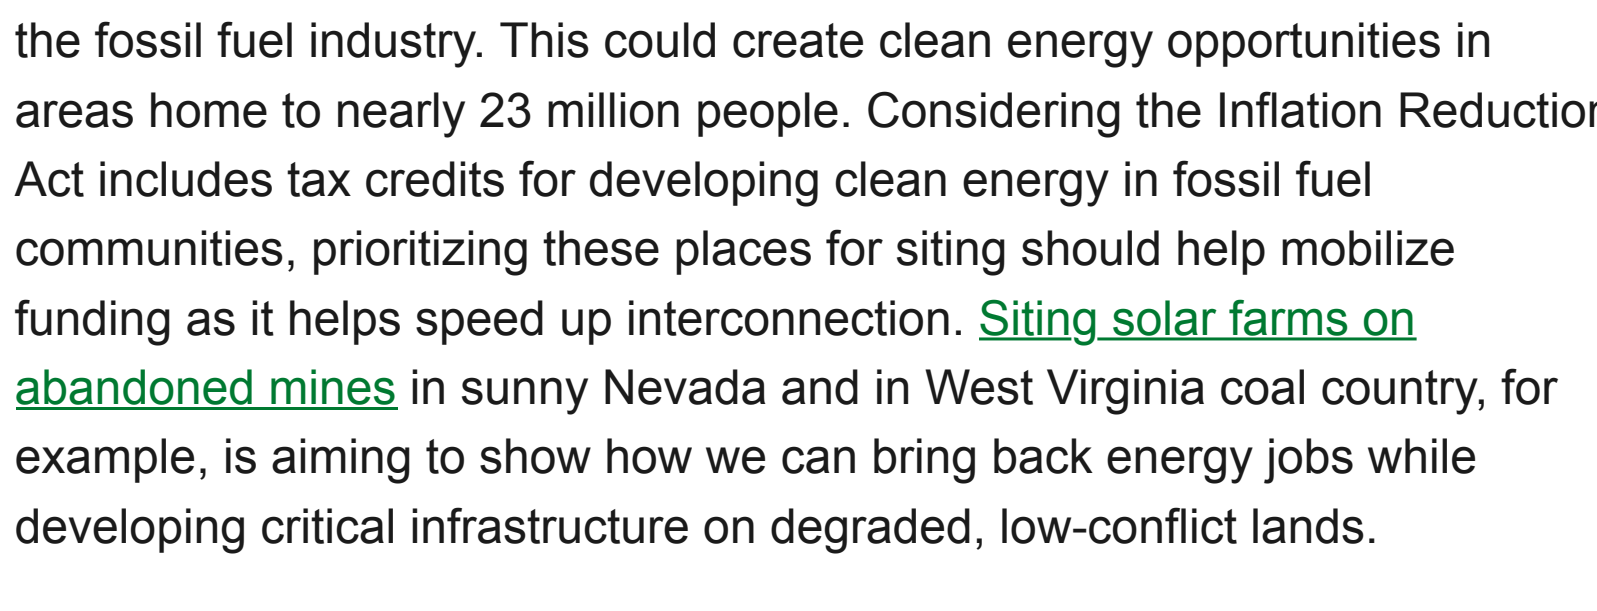 the fossil fuel industry. This could create clean energy opportunities in
areas home to nearly 23 million people. Considering the Inflation Reduction
Act includes tax credits for developing clean energy in fossil fuel
communities, prioritizing these places for siting should help mobilize
funding as it helps speed up interconnection. Siting solar farms on
abandoned mines in sunny Nevada and in West Virginia coal country, for
example, is aiming to show how we can bring back energy jobs while
developing critical infrastructure on degraded, low-conflict lands.